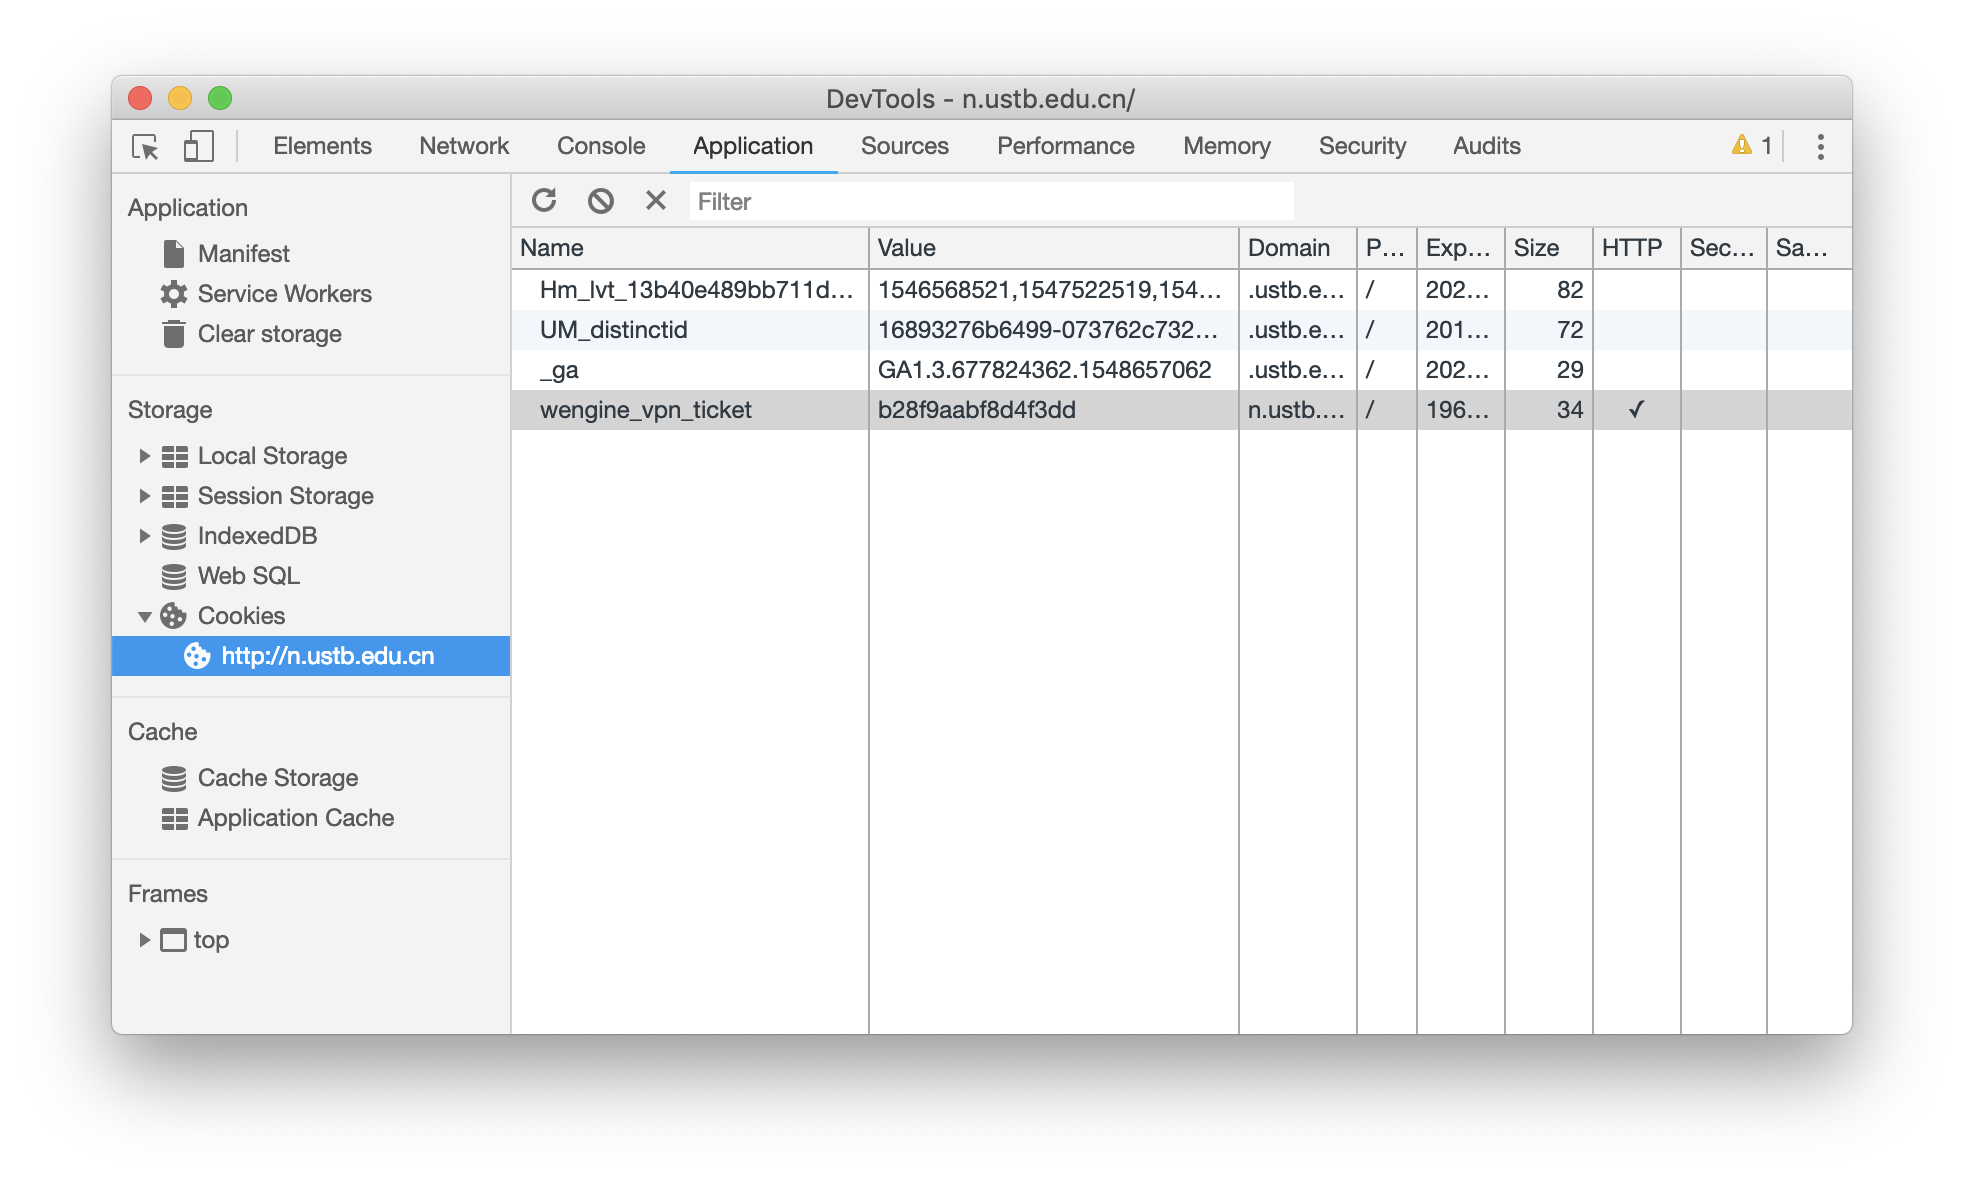 DevTools - n.ustb.edu.cn/
Elements Network Console Application Sources Performance Memory Security Audits 1
Application
Manifest
Service Workers
Clear storage
Storage
Local Storage
Session Storage
IndexedDB
Web SQL
Cookies
http://n.ustb.edu.cn
Cache
Cache Storage
Application Cache
Frames
top
Filter
Name Value Domain P... Exp... Size HTTP Sec... Sa...
Hm_lvt_13b40e489bb711d... 1546568521,1547522519,154... .ustb.e... / 202... 82
UM_distinctid 16893276b6499-073762c732... .ustb.e... / 201... 72
_ga GA1.3.677824362.1548657062 .ustb.e... / 202... 29
wengine_vpn_ticket b28f9aabf8d4f3dd n.ustb.... / 196... 34 ✓